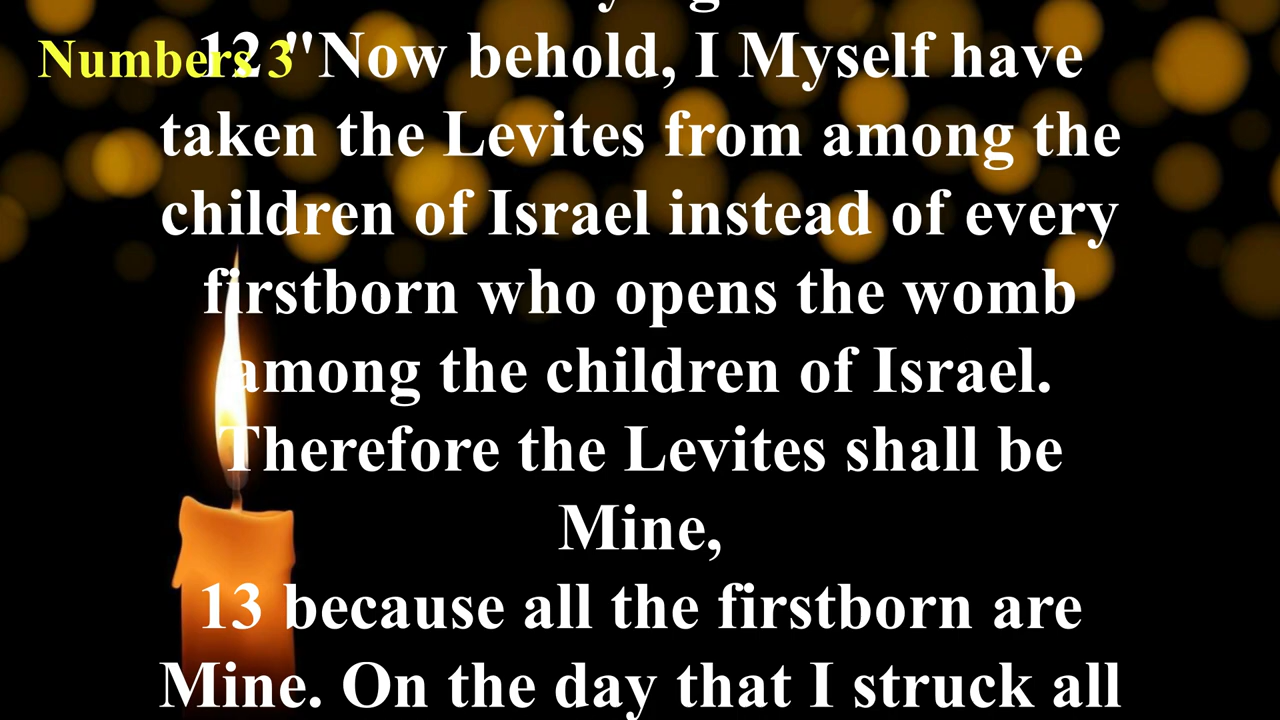 Numbers 3
12 "Now behold, I Myself have
taken the Levites from among the
children of Israel instead of every
firstborn who opens the womb
among the children of Israel.
Therefore the Levites shall be
Mine,
13 because all the firstborn are
Mine. On the day that I struck all